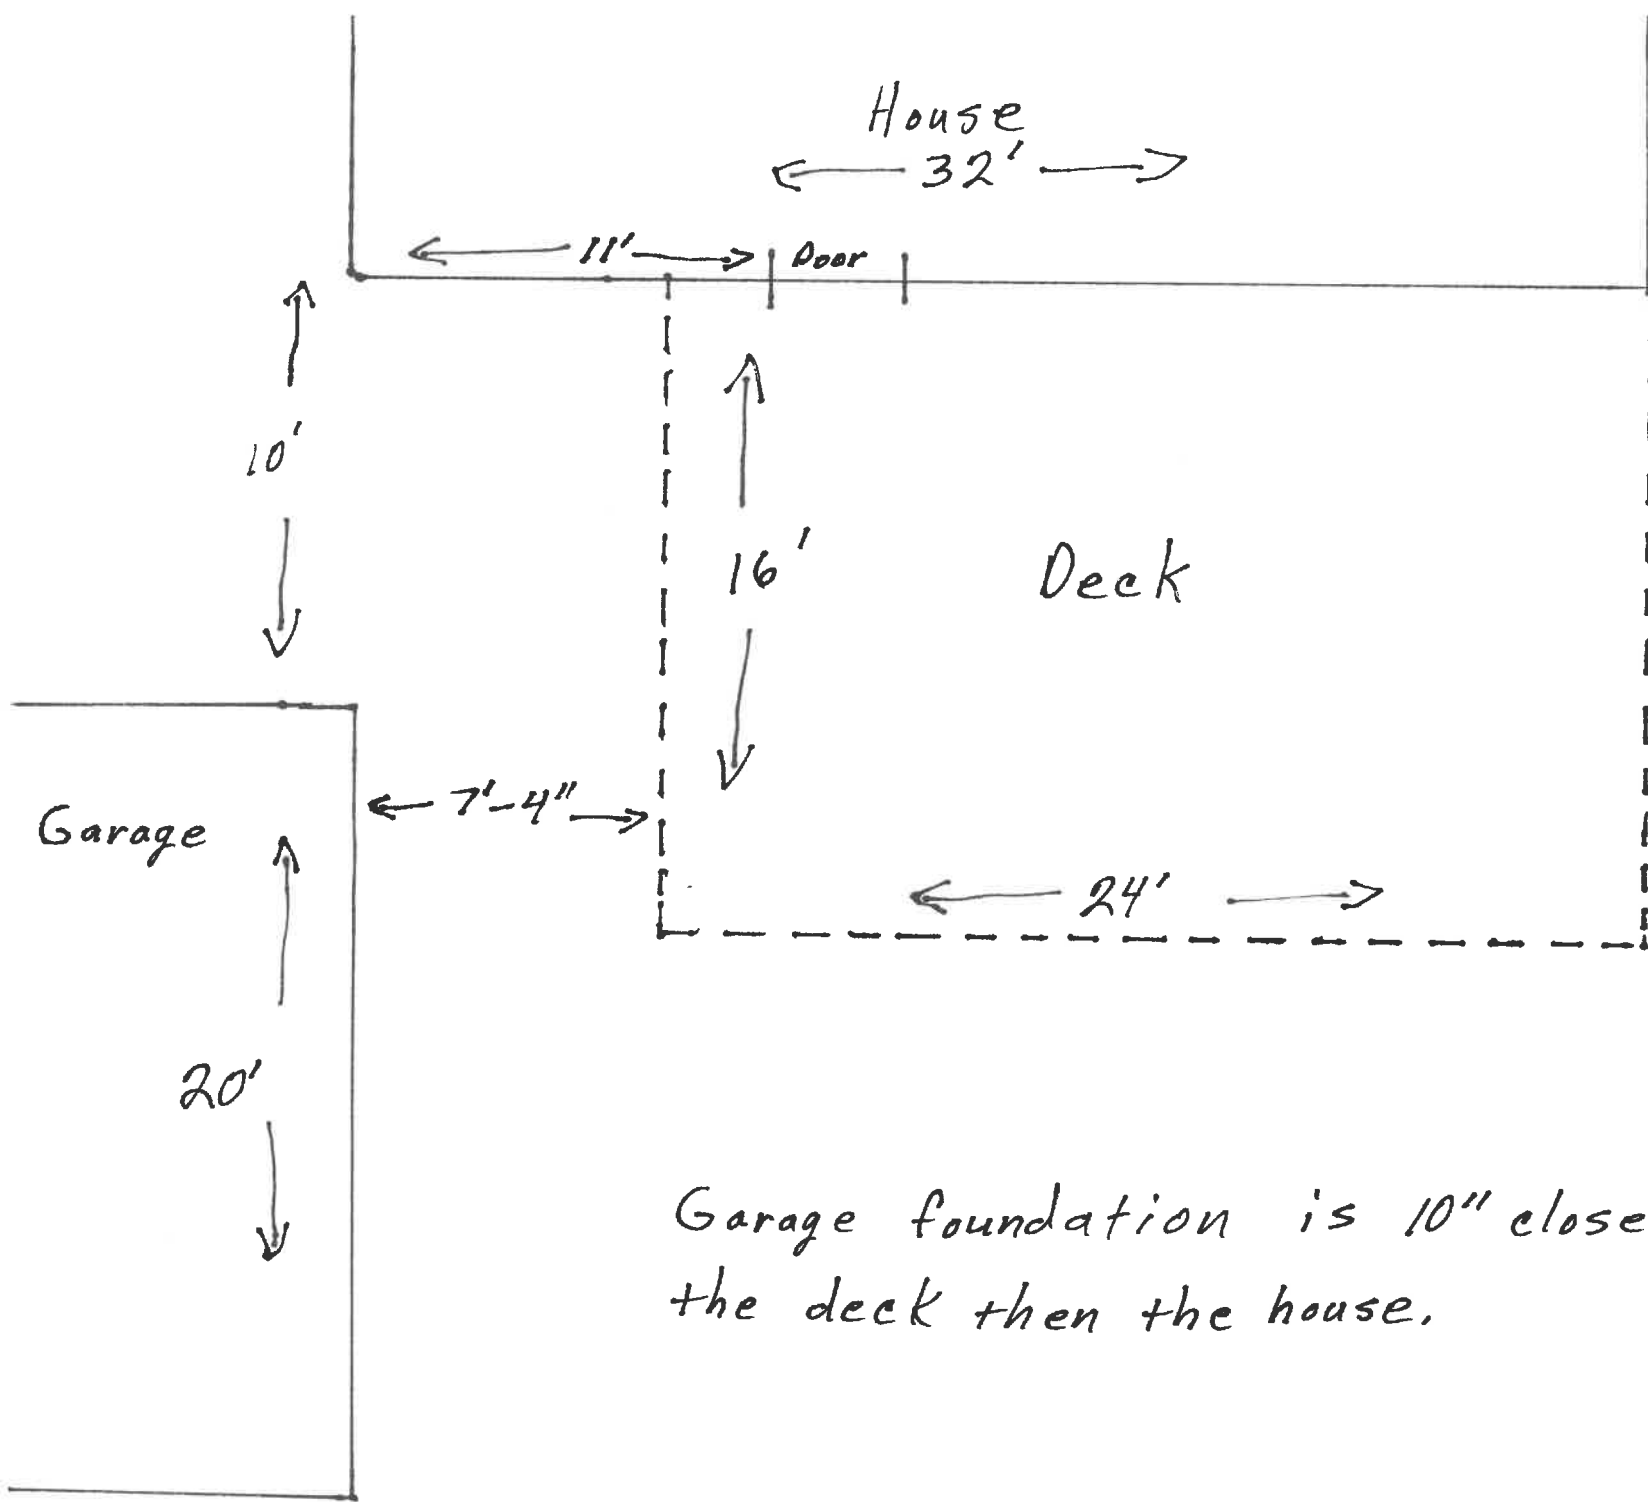 House
32'
11' Door
10'
16'
Deck
7'-4"
Garage
24'
20'
Garage foundation is 10" close
the deck then the house.